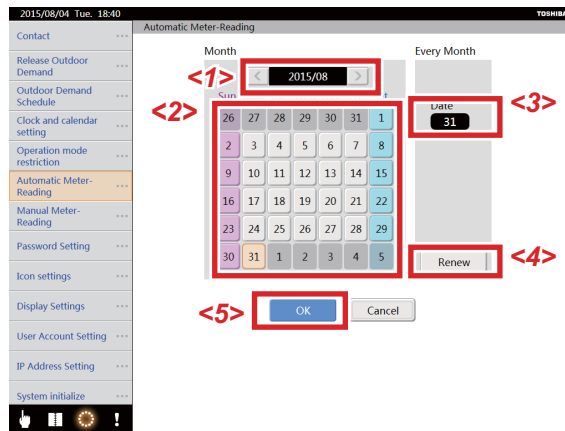 2015/08/04 Tue. 18:40
TOSHIBA
Contact
Release Outdoor
Demand
Outdoor Demand
Schedule
Clock and calendar
setting
Operation mode
restriction
Automatic Meter-
Reading
Manual Meter-
Reading
Password Setting
Icon settings
Display Settings
User Account Setting
IP Address Setting
System initialize
Automatic Meter-Reading
Month
<1>
2015/08
<2>
Sun
26 27 28 29 30 31 1
2 3 4 5 6 7 8
9 10 11 12 13 14 15
16 17 18 19 20 21 22
23 24 25 26 27 28 29
30 31 1 2 3 4 5
Every Month
Date
31
<3>
Renew
<4>
<5>
OK
Cancel